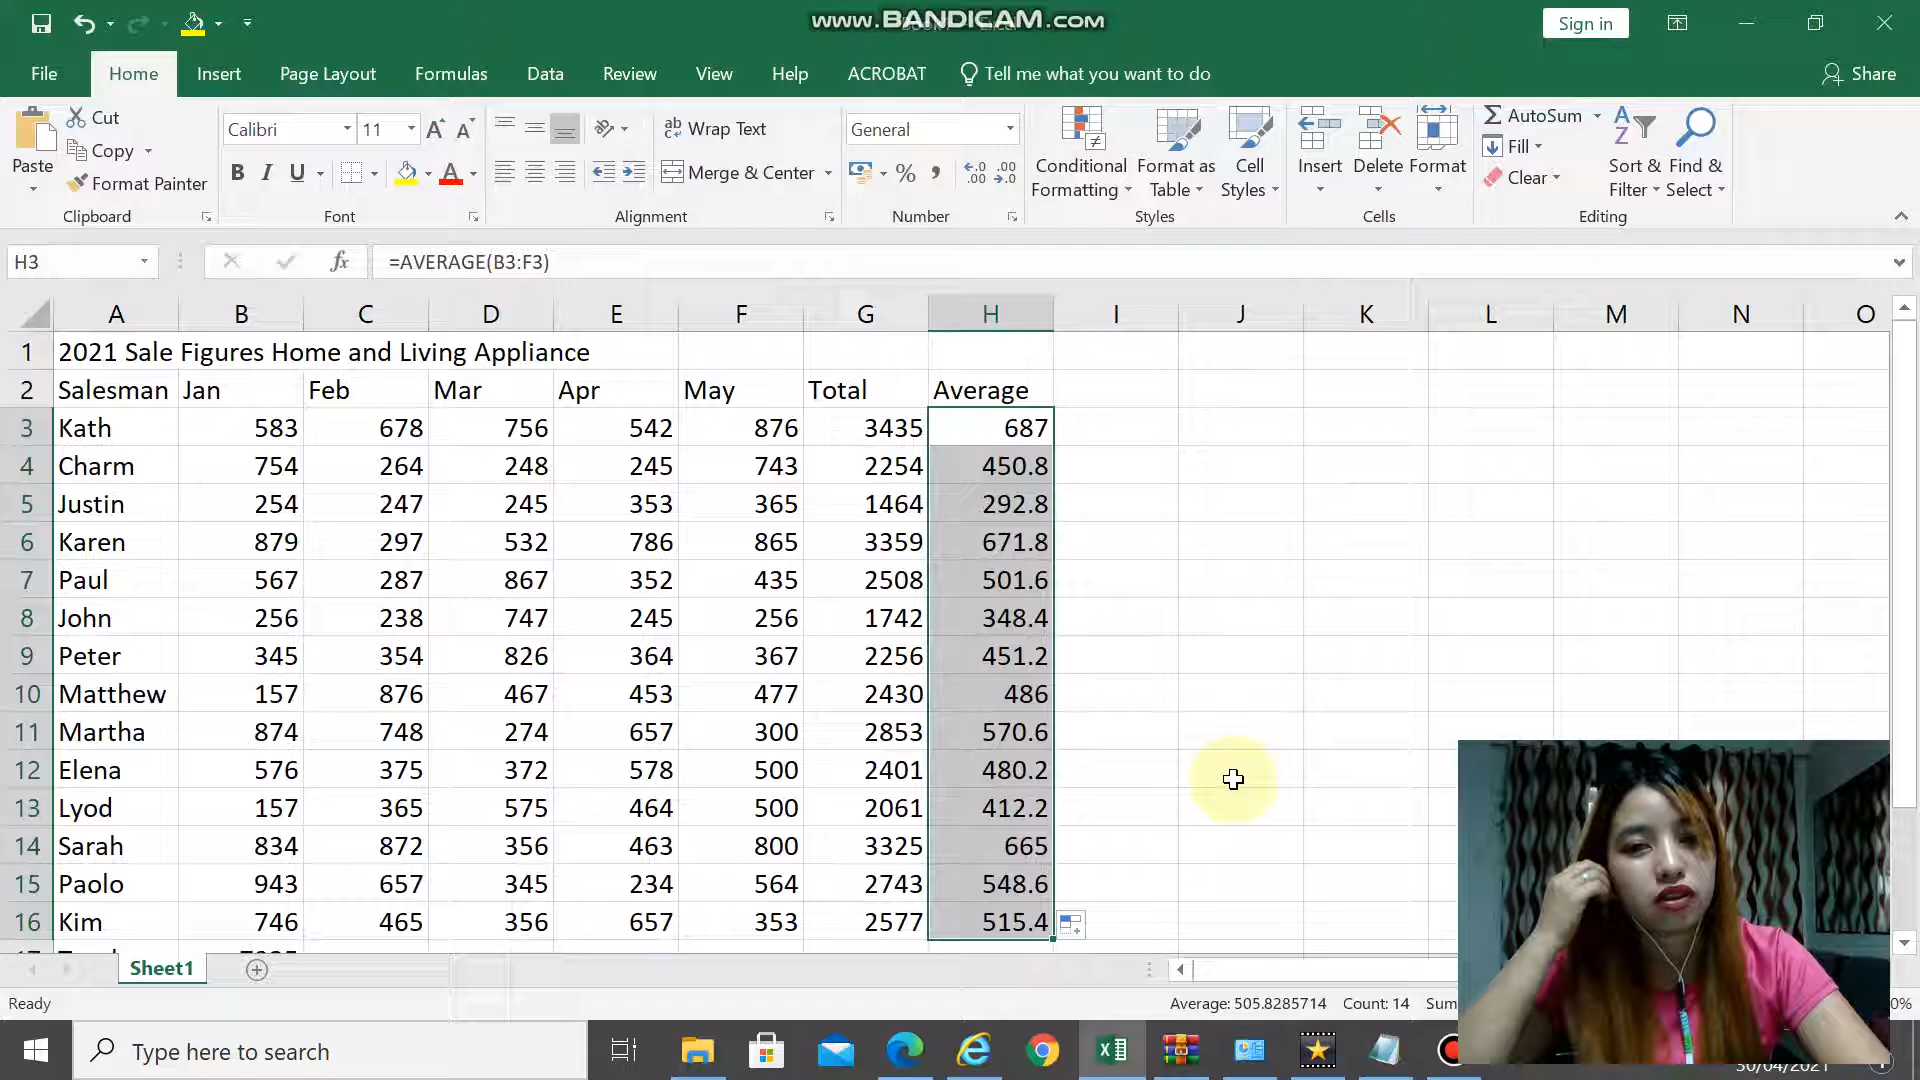 www.BANDICAM.com
Sign in
File Home Insert Page Layout Formulas Data Review View Help ACROBAT Tell me what you want to do Share
Paste
Cut
Copy
Format Painter
Clipboard
Calibri 11
B I U
Font
Wrap Text
Merge & Center
Alignment
General
Number
Conditional Formatting
Format as Table
Cell Styles
Styles
Insert Delete Format
Cells
AutoSum
Fill
Clear
Sort & Filter
Find & Select
Editing
H3 fx =AVERAGE(B3:F3)
A B C D E F G H I J K L M N O
1 2021 Sale Figures Home and Living Appliance
2 Salesman Jan Feb Mar Apr May Total Average
3 Kath 583 678 756 542 876 3435 687
4 Charm 754 264 248 245 743 2254 450.8
5 Justin 254 247 245 353 365 1464 292.8
6 Karen 879 297 532 786 865 3359 671.8
7 Paul 567 287 867 352 435 2508 501.6
8 John 256 238 747 245 256 1742 348.4
9 Peter 345 354 826 364 367 2256 451.2
10 Matthew 157 876 467 453 477 2430 486
11 Martha 874 748 274 657 300 2853 570.6
12 Elena 576 375 372 578 500 2401 480.2
13 Lyod 157 365 575 464 500 2061 412.2
14 Sarah 834 872 356 463 800 3325 665
15 Paolo 943 657 345 234 564 2743 548.6
16 Kim 746 465 356 657 353 2577 515.4
Sheet1
Ready Average: 505.8285714 Count: 14 Sum 0%
Type here to search
30/04/2021